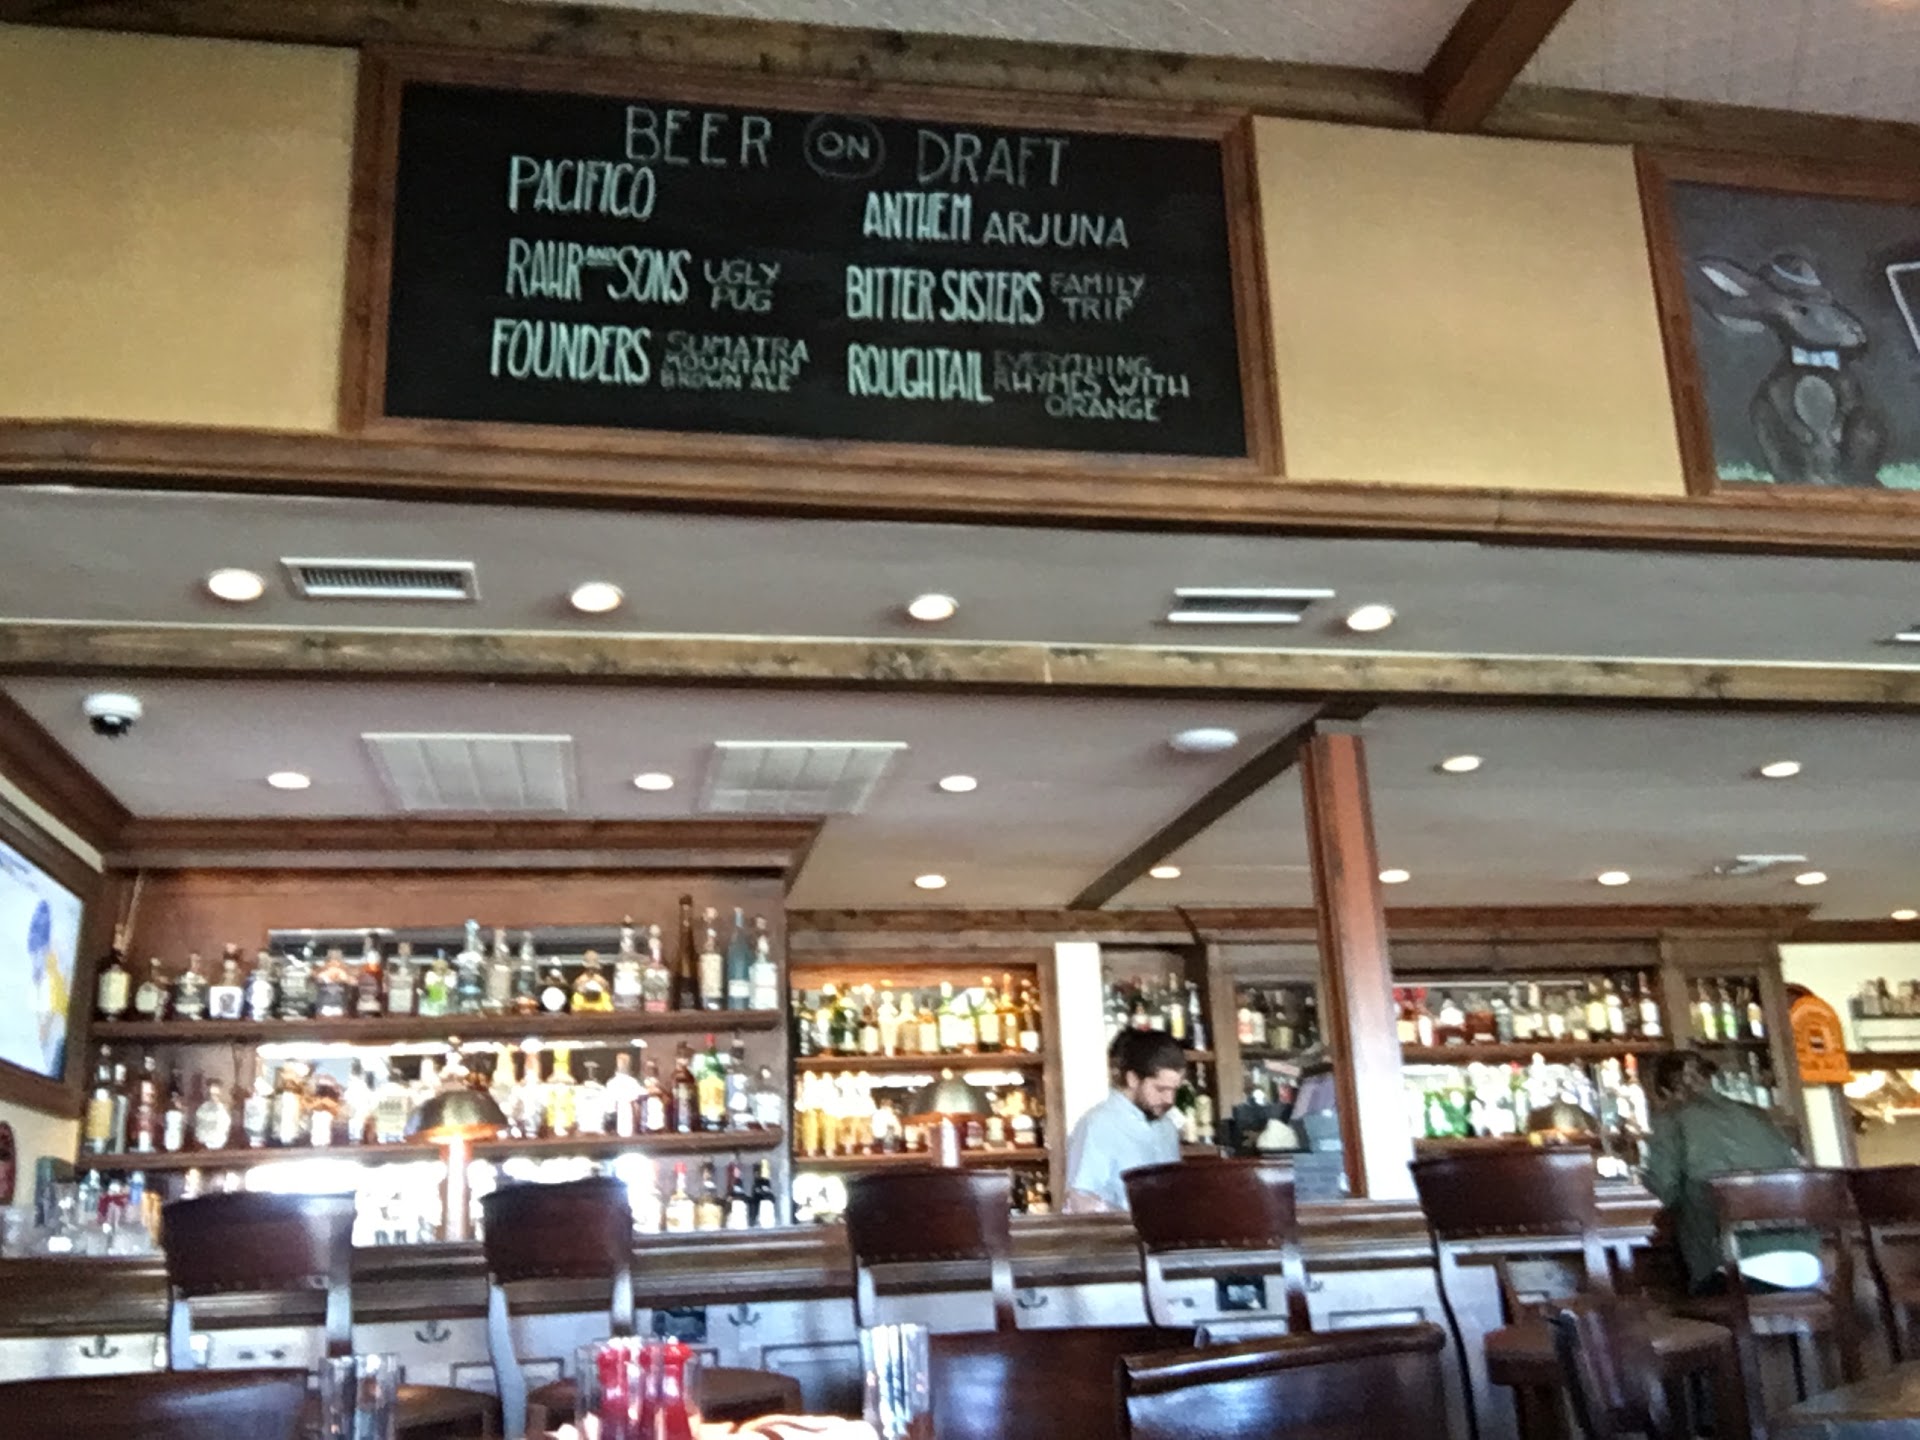 BEER ON DRAFT
PACIFICO
RAHR AND SONS UGLY PUG
FOUNDERS SUMATRA MOUNTAIN BROWN ALE
ANTHEM ARJUNA
BITTER SISTERS FAMILY TRIP
ROUGHTAIL EVERYTHING RHYMES WITH ORANGE